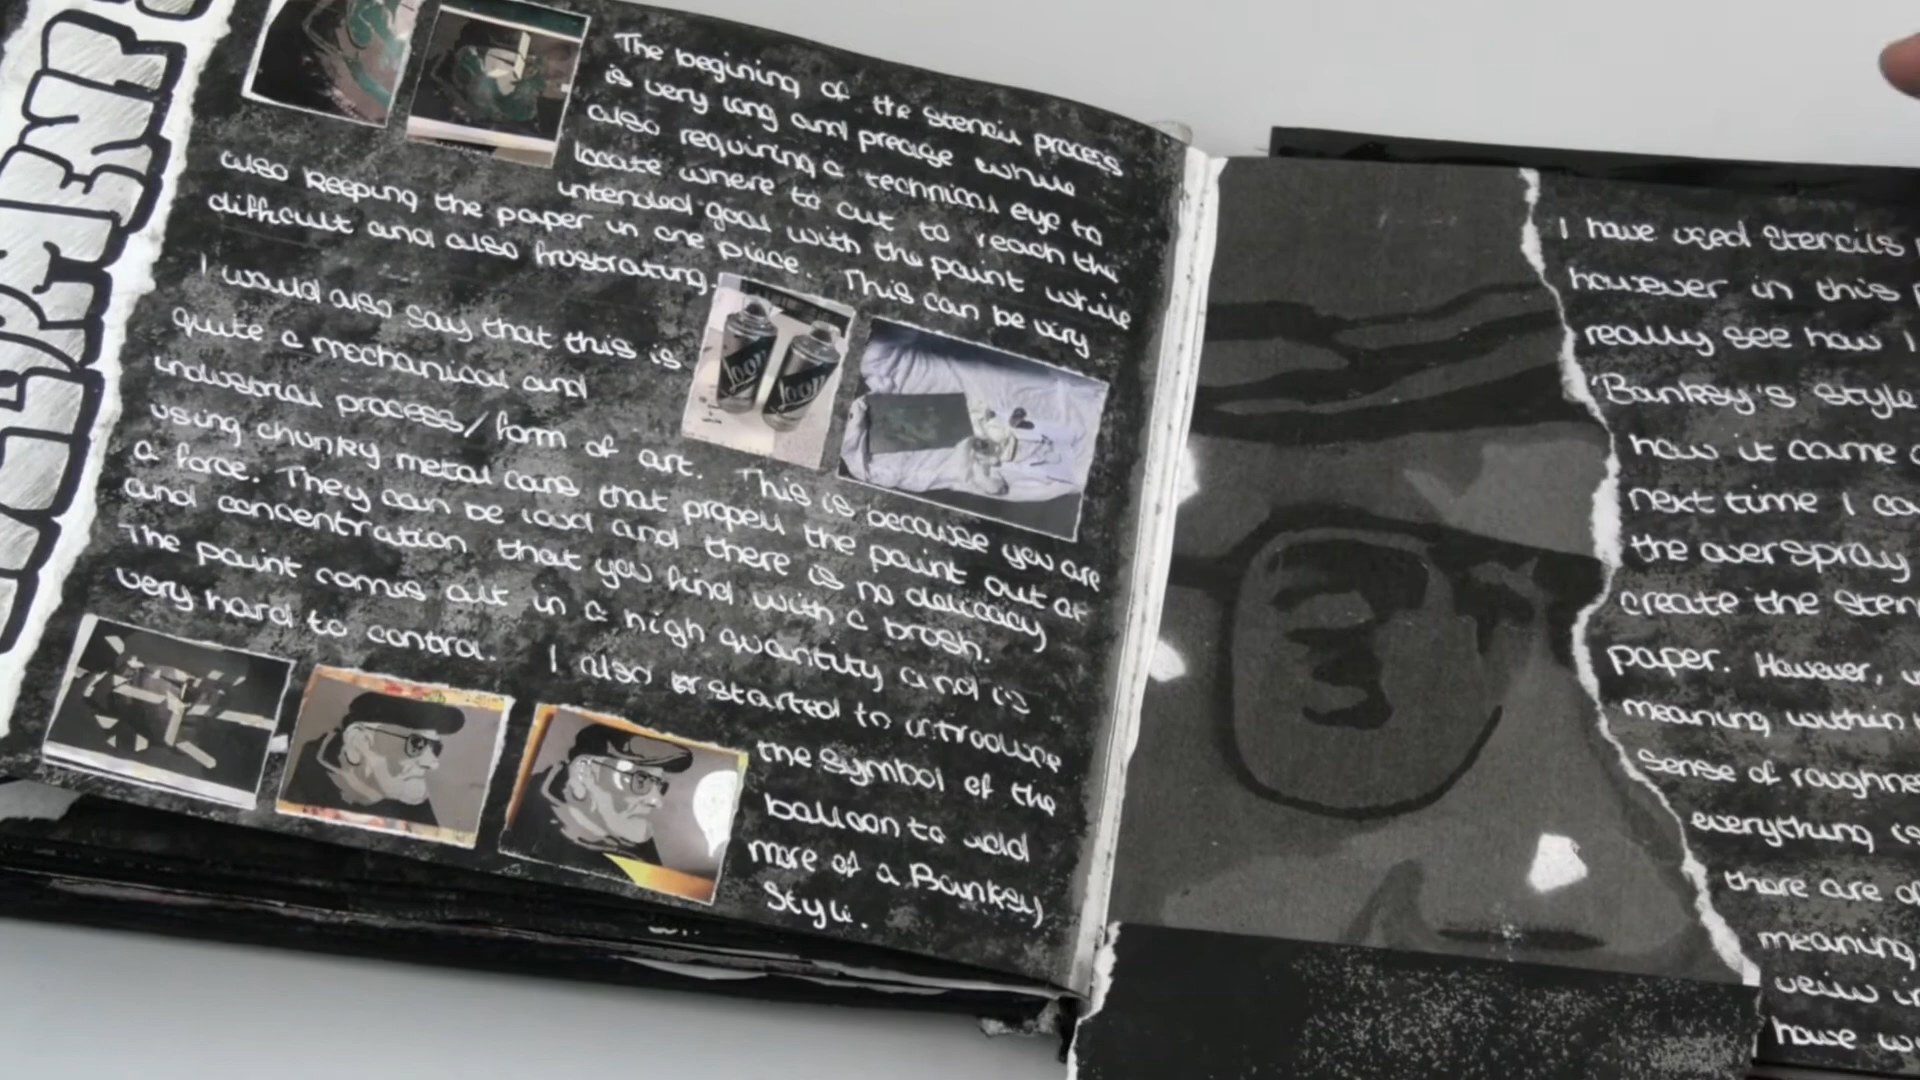 The begining of the stencil process
is very long and precise while
also requiring a technical eye to
locate where to cut to reach the
intended goal with the paint while
also keeping the paper in one piece. This can be very
difficult and also frustrating.
I would also say that this is
quite a mechanical and
industrial process/form of art. This is because you are
using chunky metal cans that propell the paint out at
a force. They can be loud and there is no delicacy
and concentration that you find with a brush.
The paint comes out in a high quantity and is
very hard to control. I also started to introduce
the symbol of the
balloon to add
more of a Banksy
style.
I have used stencils
however in this
really see how I
'Banksy's style
how it came
next time I
the overspray
create the
paper. However,
meaning within
sense of
everything
there are
meaning,
have